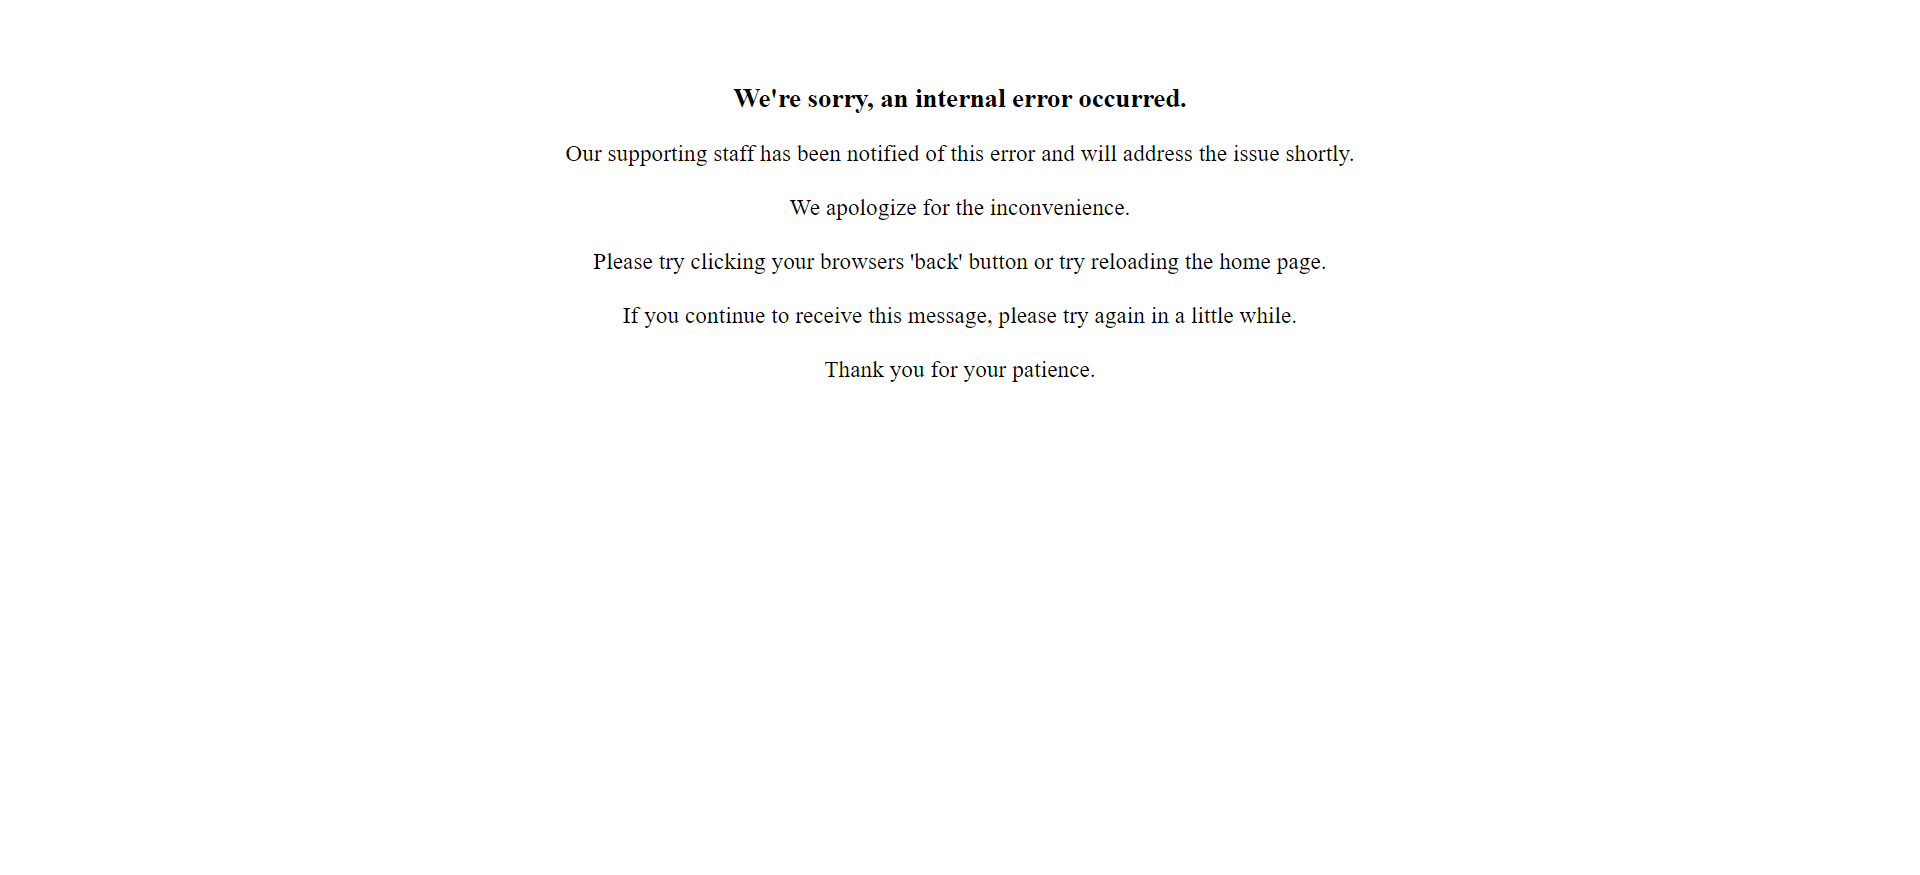 We're sorry, an internal error occurred.
Our supporting staff has been notified of this error and will address the issue shortly.
We apologize for the inconvenience.
Please try clicking your browsers 'back' button or try reloading the home page.
If you continue to receive this message, please try again in a little while.
Thank you for your patience.